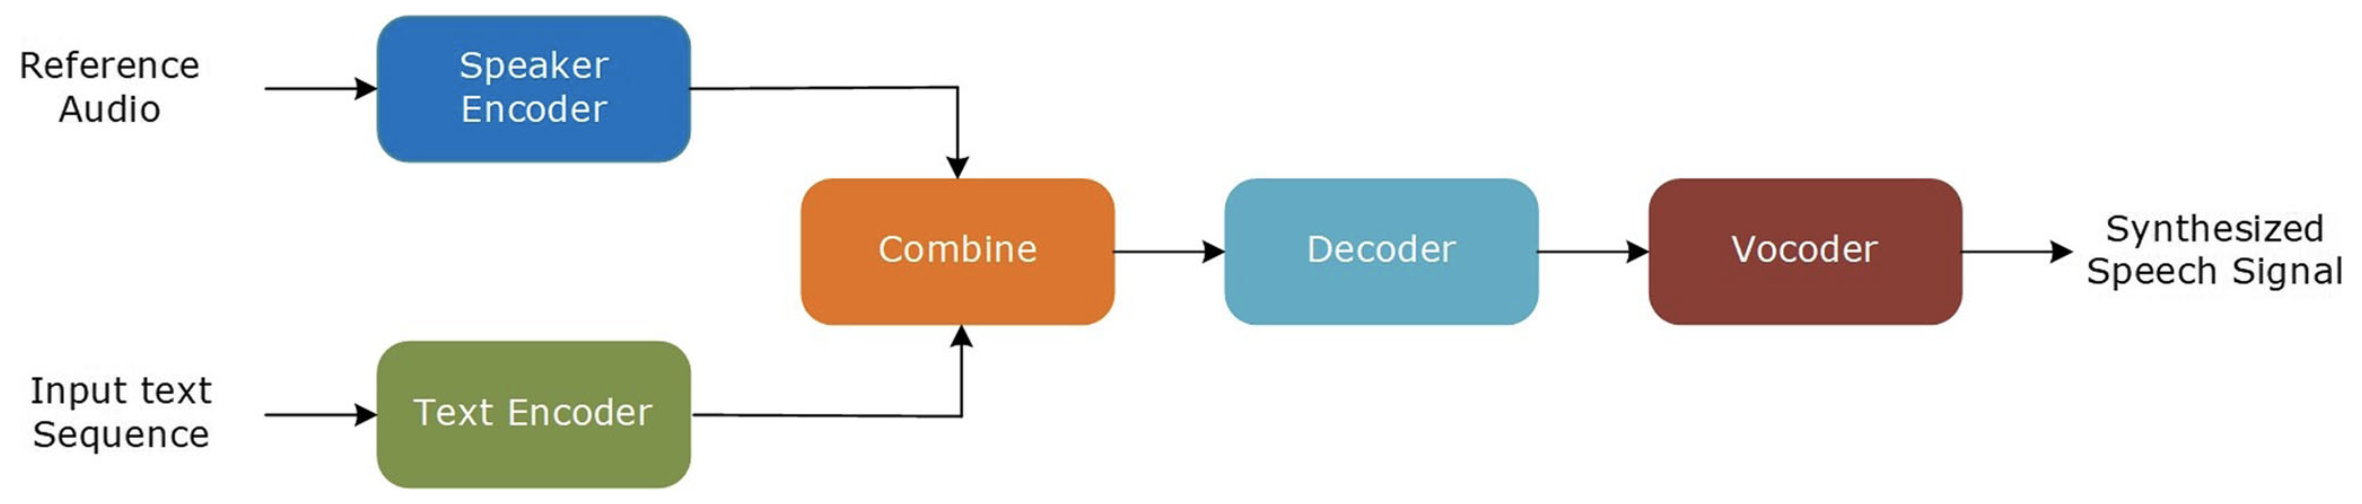 Reference
Audio
Speaker
Encoder
Input text
Sequence
Text Encoder
Combine
Decoder
Vocoder
Synthesized
Speech Signal